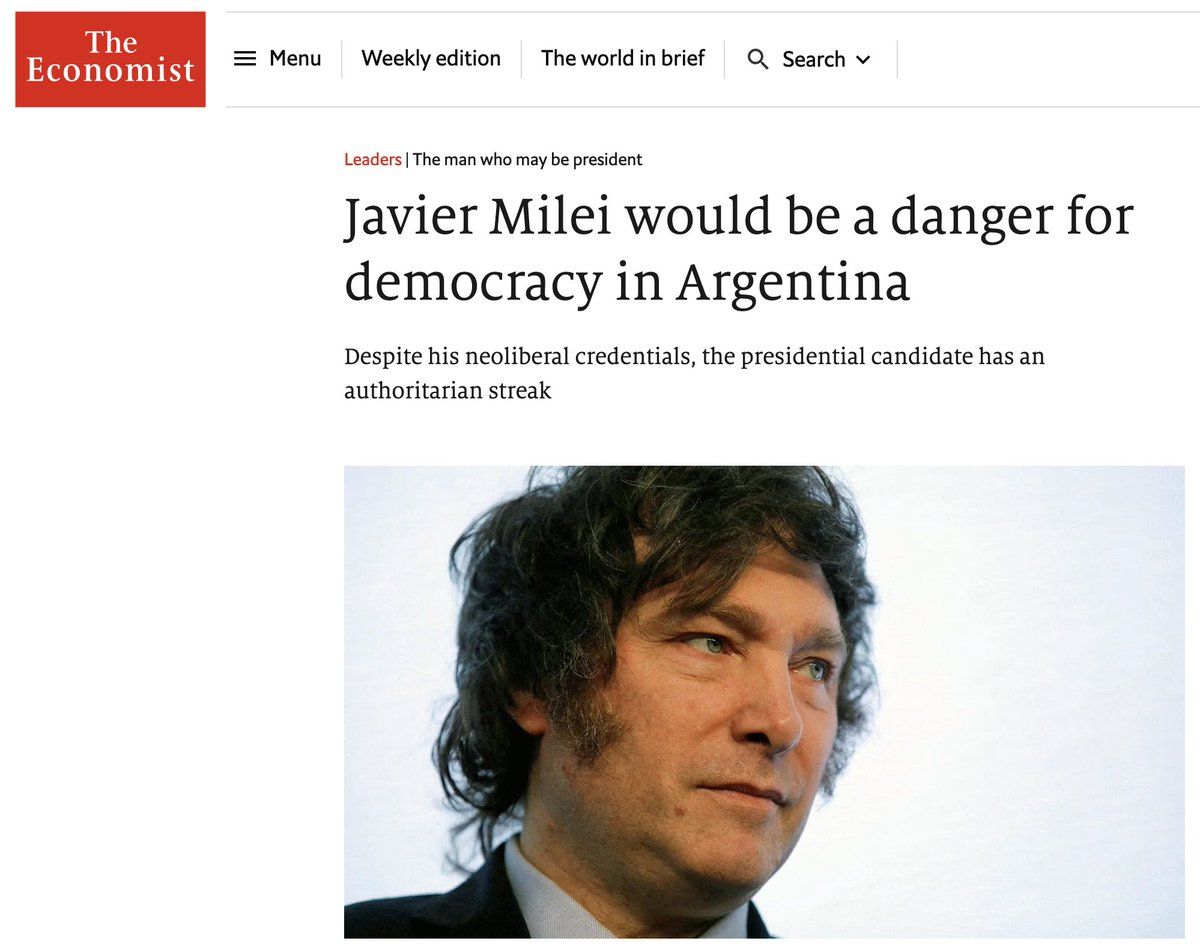 The
Economist
Menu
Weekly edition
The world in brief
Search
Leaders | The man who may be president
Javier Milei would be a danger for
democracy in Argentina
Despite his neoliberal credentials, the presidential candidate has an
authoritarian streak